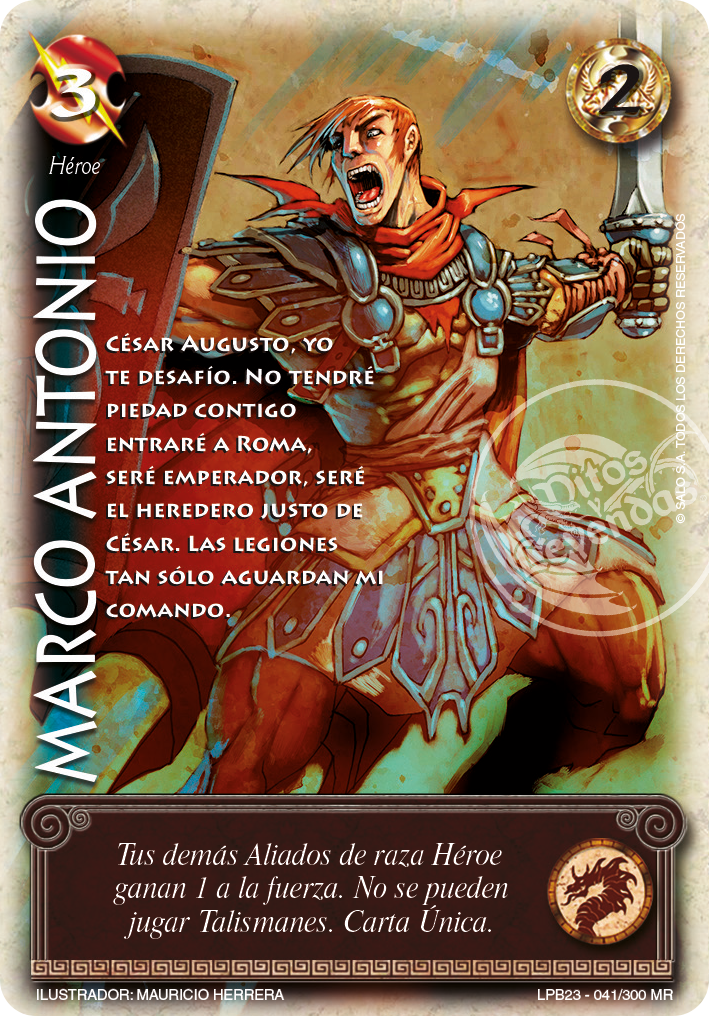 3
2
Héroe
MARCO ANTONIO
CÉSAR AUGUSTO, YO
TE DESAFÍO. NO TENDRÉ
PIEDAD CONTIGO
ENTRARÉ A ROMA,
SERÉ EMPERADOR, SERÉ
EL HEREDERO JUSTO DE
CÉSAR. LAS LEGIONES
TAN SÓLO AGUARDAN MI
COMANDO.
© SALO S.A. TODOS LOS DERECHOS RESERVADOS
Mitos
y
Leyendas
Tus demás Aliados de raza Héroe
ganan 1 a la fuerza. No se pueden
jugar Talismanes. Carta Única.
ILUSTRADOR: MAURICIO HERRERA
LPB23 - 041/300 MR